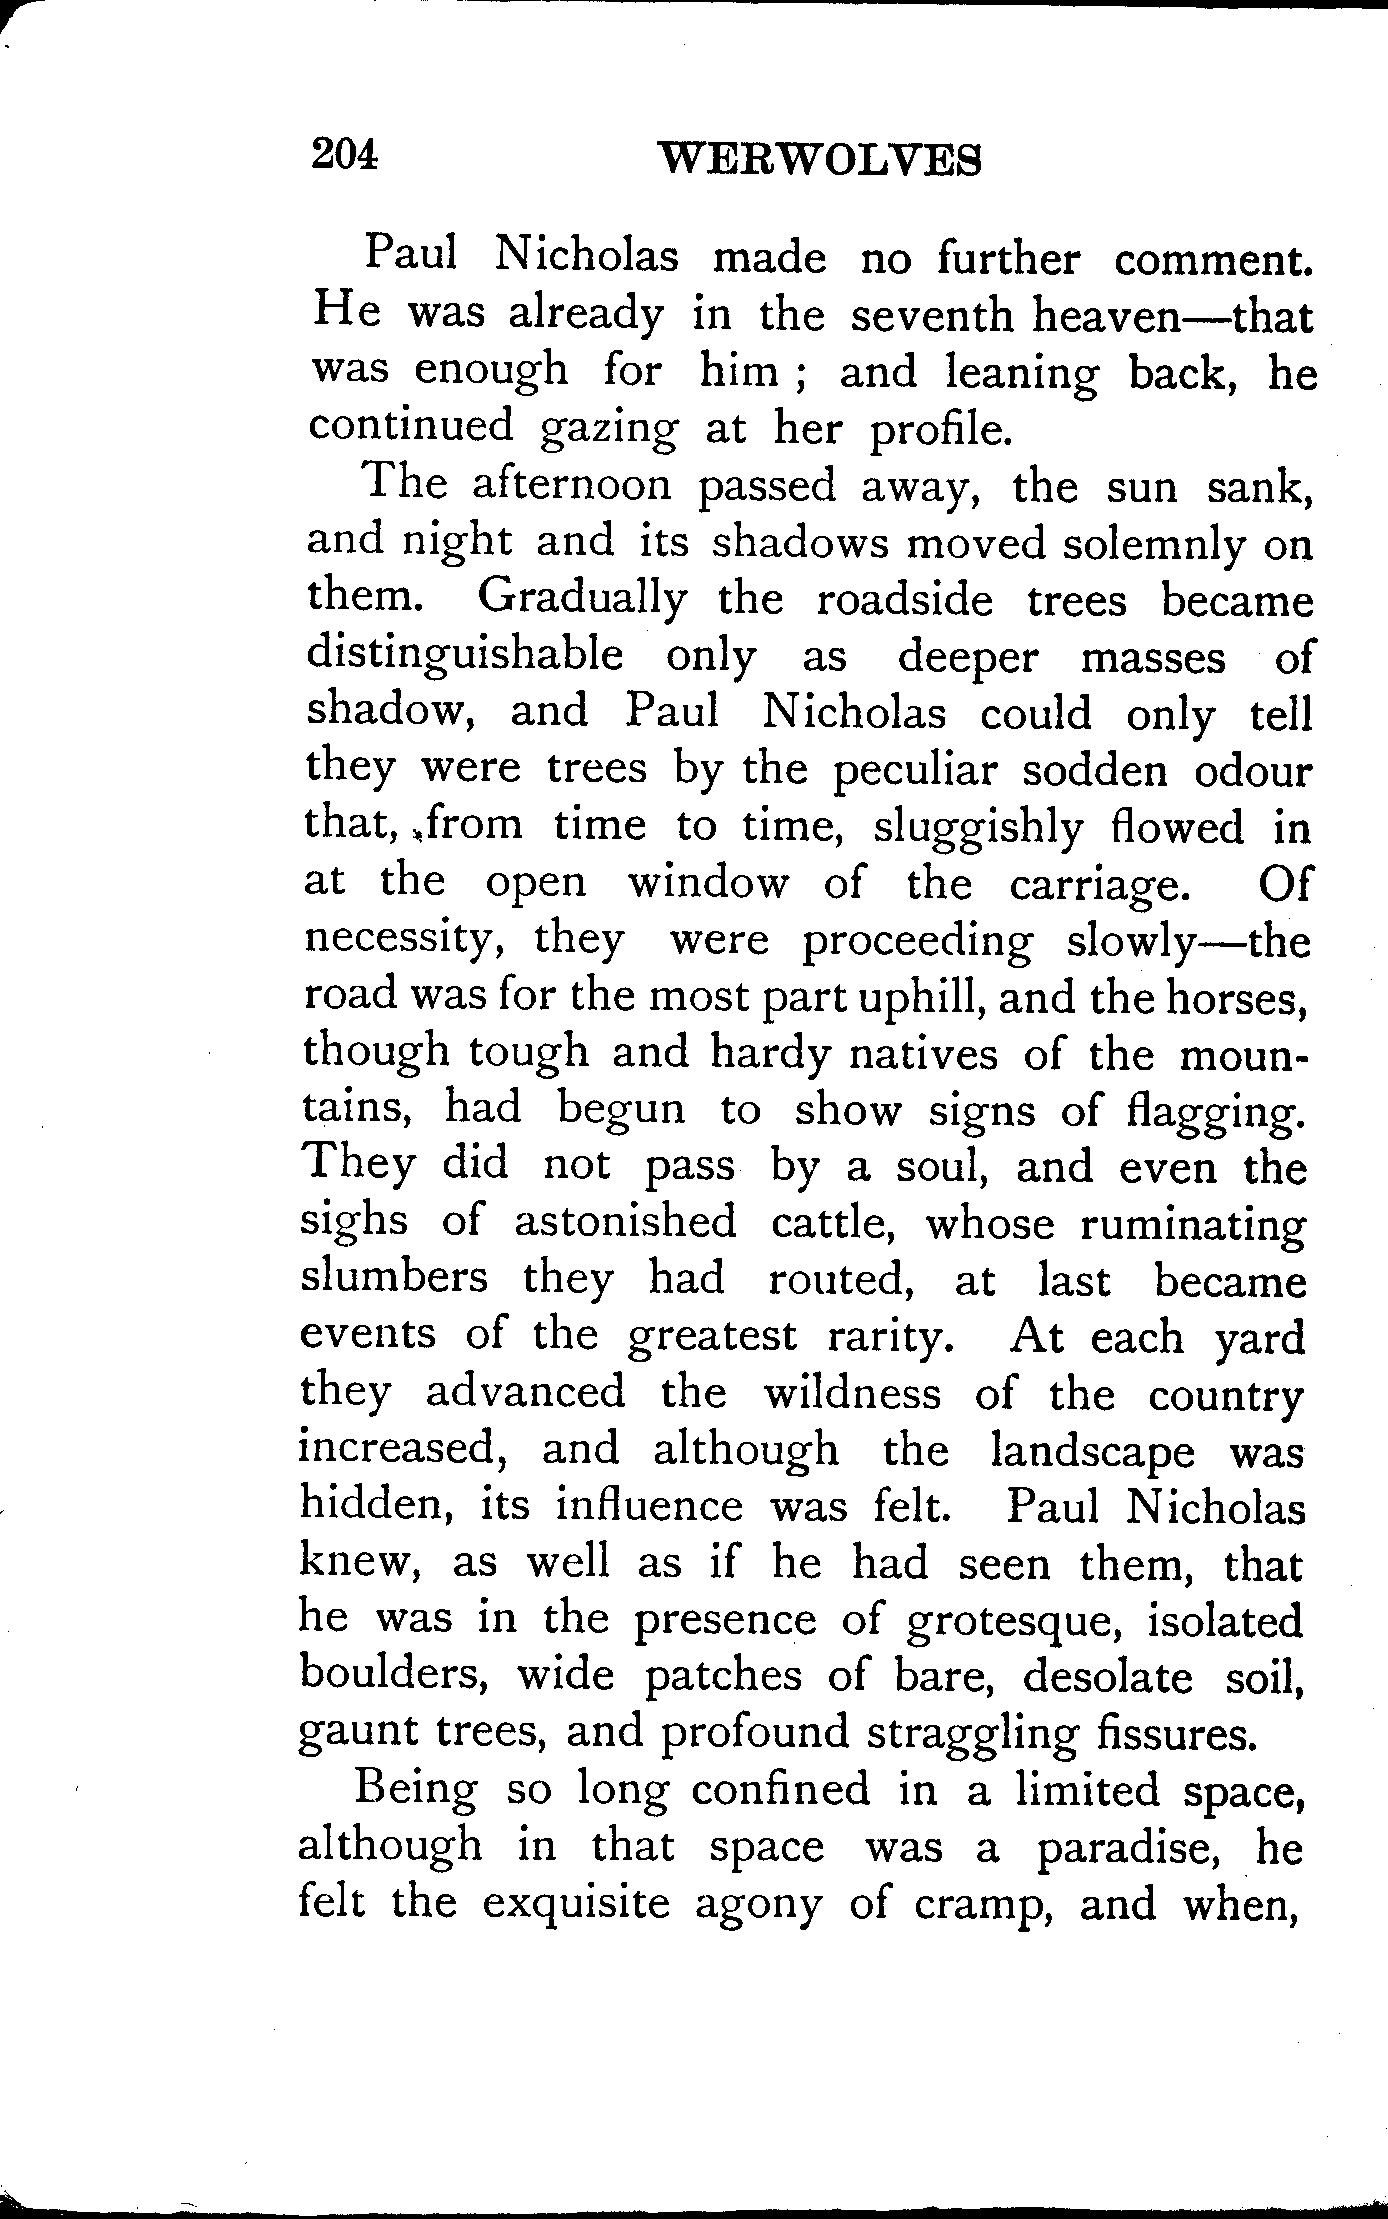 204 WERWOLVES
Paul Nicholas made no further comment.
He was already in the seventh heaven—that
was enough for him ; and leaning back, he
continued gazing at her profile.
The afternoon passed away, the sun sank,
and night and its shadows moved solemnly on
them. Gradually the roadside trees became
distinguishable only as deeper masses of
shadow, and Paul Nicholas could only tell
they were trees by the peculiar sodden odour
that, from time to time, sluggishly flowed in
at the open window of the carriage. Of
necessity, they were proceeding slowly—the
road was for the most part uphill, and the horses,
though tough and hardy natives of the moun-
tains, had begun to show signs of flagging.
They did not pass by a soul, and even the
sighs of astonished cattle, whose ruminating
slumbers they had routed, at last became
events of the greatest rarity. At each yard
they advanced the wildness of the country
increased, and although the landscape was
hidden, its influence was felt. Paul Nicholas
knew, as well as if he had seen them, that
he was in the presence of grotesque, isolated
boulders, wide patches of bare, desolate soil,
gaunt trees, and profound straggling fissures.
Being so long confined in a limited space,
although in that space was a paradise, he
felt the exquisite agony of cramp, and when,